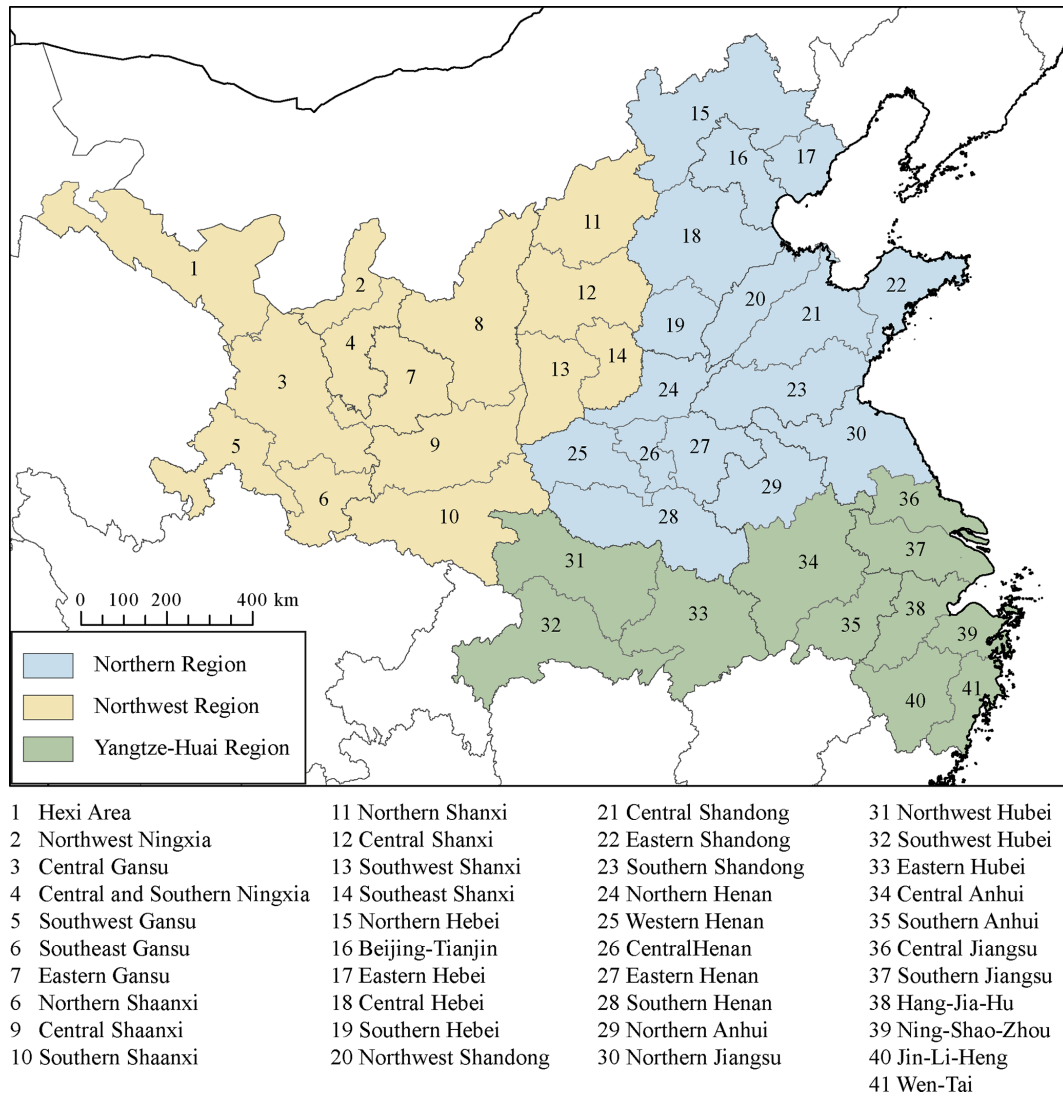 15
16
17
11
18
1
22
2
12
20
21
8
19
4
14
13
7
3
24
23
30
5
9
25
26
27
29
6
36
10
28
37
31
34
0 100 200 400 km
38
32
33
35
39
Northern Region
41
40
Northwest Region
Yangtze-Huai Region
1 Hexi Area
2 Northwest Ningxia
3 Central Gansu
4 Central and Southern Ningxia
5 Southwest Gansu
6 Southeast Gansu
7 Eastern Gansu
6 Northern Shaanxi
9 Central Shaanxi
10 Southern Shaanxi
11 Northern Shanxi
12 Central Shanxi
13 Southwest Shanxi
14 Southeast Shanxi
15 Northern Hebei
16 Beijing-Tianjin
17 Eastern Hebei
18 Central Hebei
19 Southern Hebei
20 Northwest Shandong
21 Central Shandong
22 Eastern Shandong
23 Southern Shandong
24 Northern Henan
25 Western Henan
26 CentralHenan
27 Eastern Henan
28 Southern Henan
29 Northern Anhui
30 Northern Jiangsu
31 Northwest Hubei
32 Southwest Hubei
33 Eastern Hubei
34 Central Anhui
35 Southern Anhui
36 Central Jiangsu
37 Southern Jiangsu
38 Hang-Jia-Hu
39 Ning-Shao-Zhou
40 Jin-Li-Heng
41 Wen-Tai